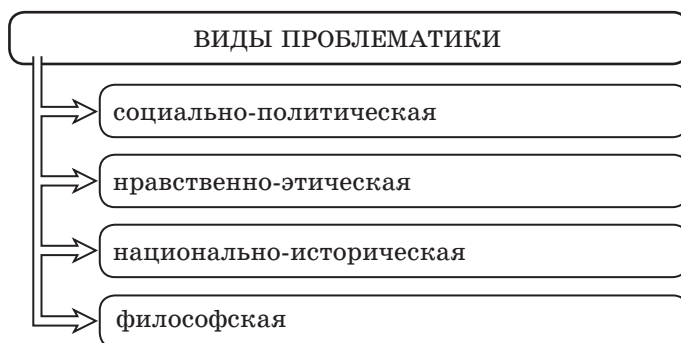 ВИДЫ ПРОБЛЕМАТИКИ
социально-политическая
нравственно-этическая
национально-историческая
философская